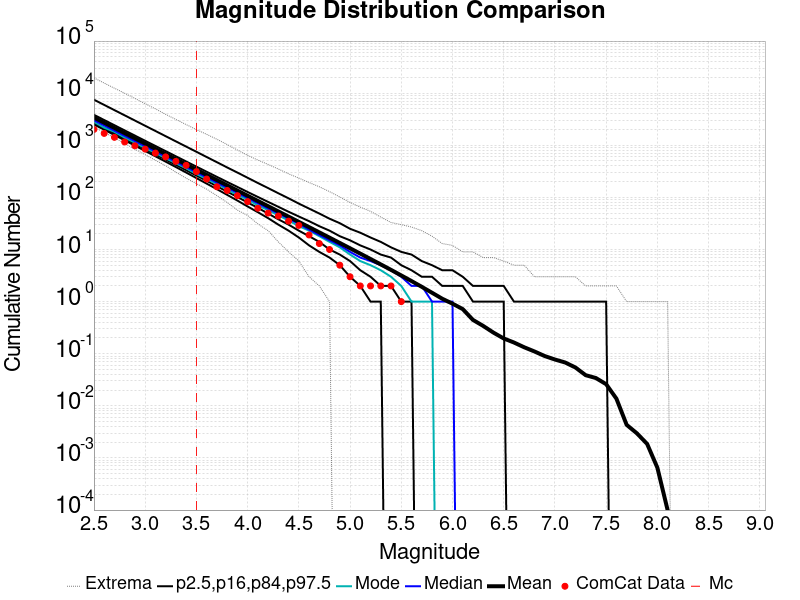 Magnitude Distribution Comparison
10 5
10 4
10 3
10 2
10 1
10 0
10 -1
10 -2
10 -3
10 -4
Cumulative Number
2.5 3.0 3.5 4.0 4.5 5.0 5.5 6.0 6.5 7.0 7.5 8.0 8.5 9.0
Magnitude
Extrema p2.5,p16,p84,p97.5 Mode Median Mean ComCat Data Mc